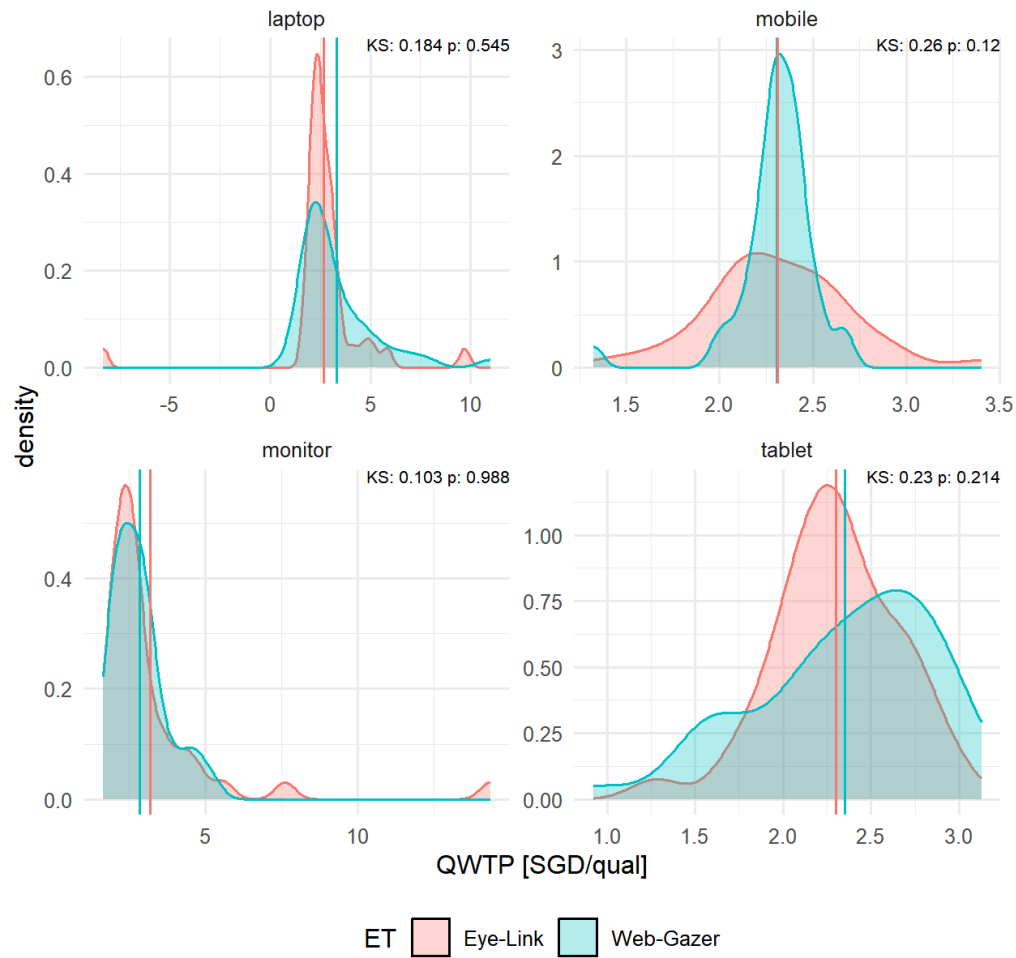 laptop
KS: 0.184 p: 0.545
0.6
0.4
0.2
0.0
-5 0 5 10
mobile
KS: 0.26 p: 0.12
3
2
1
0
1.5 2.0 2.5 3.0 3.5
density
monitor
KS: 0.103 p: 0.988
0.4
0.2
0.0
5 10
tablet
KS: 0.23 p: 0.214
1.00
0.75
0.50
0.25
0.00
1.0 1.5 2.0 2.5 3.0
QWTP [SGD/qual]
ET Eye-Link Web-Gazer